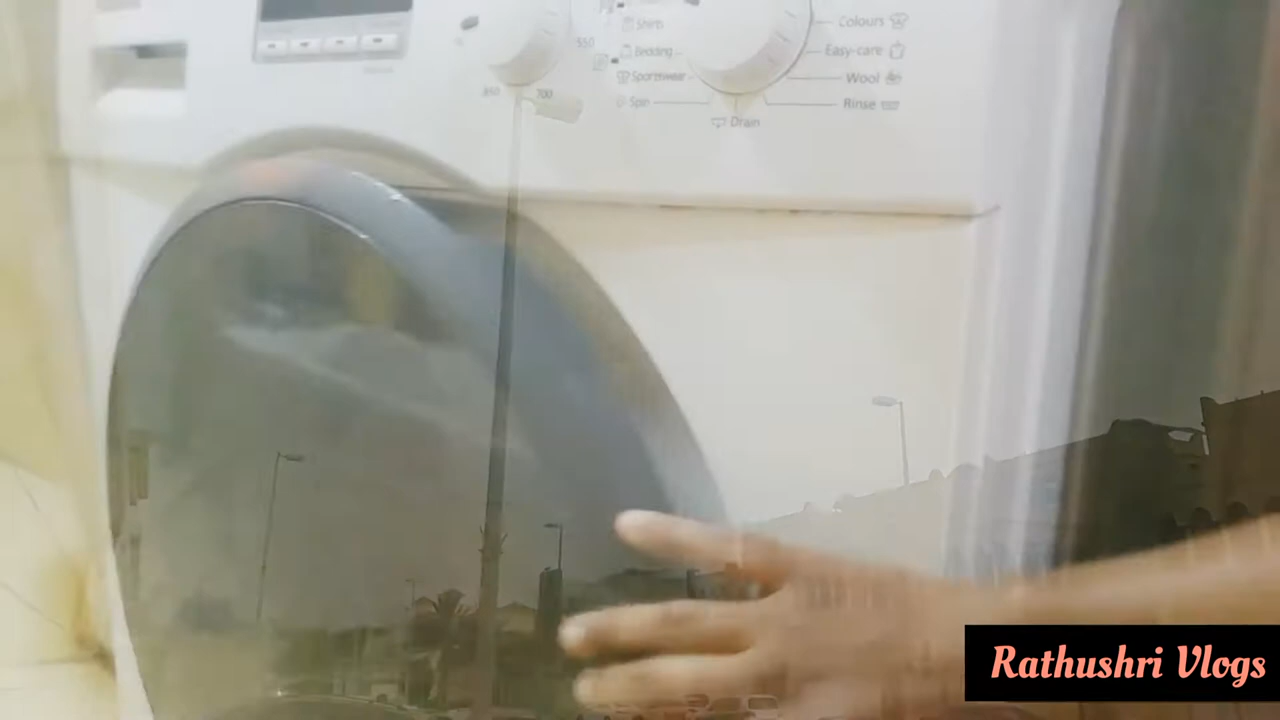 Shirts
Bedding
Sportswear
Spin
Drain
Colours
Easy-care
Wool
Rinse
550
700
Rathushri Vlogs